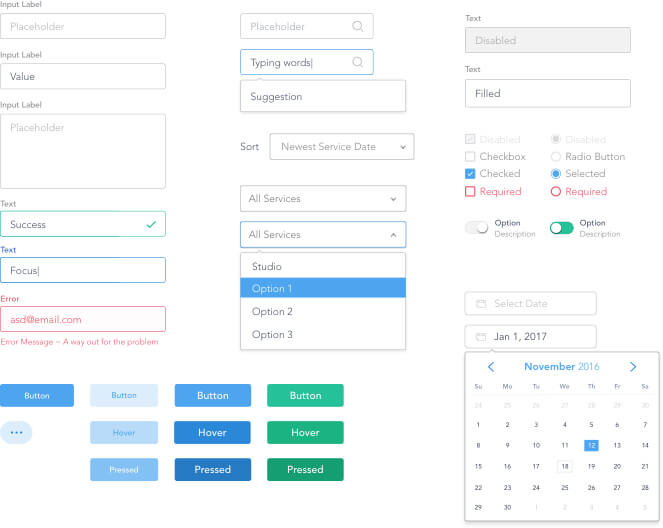 Input Label
Placeholder
Input Label
Value
Input Label
Placeholder
Text
Success
Text
Focus|
Error
asd@email.com
Error Message – A way out for the problem
Placeholder
Typing words|
Suggestion
Sort
Newest Service Date
All Services
All Services
Studio
Option 1
Option 2
Option 3
Text
Disabled
Text
Filled
Disabled Disabled
Checkbox Radio Button
Checked Selected
Required Required
Option Option
Description Description
Select Date
Jan 1, 2017
November 2016
Su Mo Tu We Th Fr Sa
24 25 26 27 28 29 30
1 2 3 4 5 6 7
8 9 10 11 12 13 14
15 16 17 18 19 20 21
22 23 24 25 26 27 28
29 30 1 2 3 4 5
Button Button Button Button
... Hover Hover Hover
Pressed Pressed Pressed